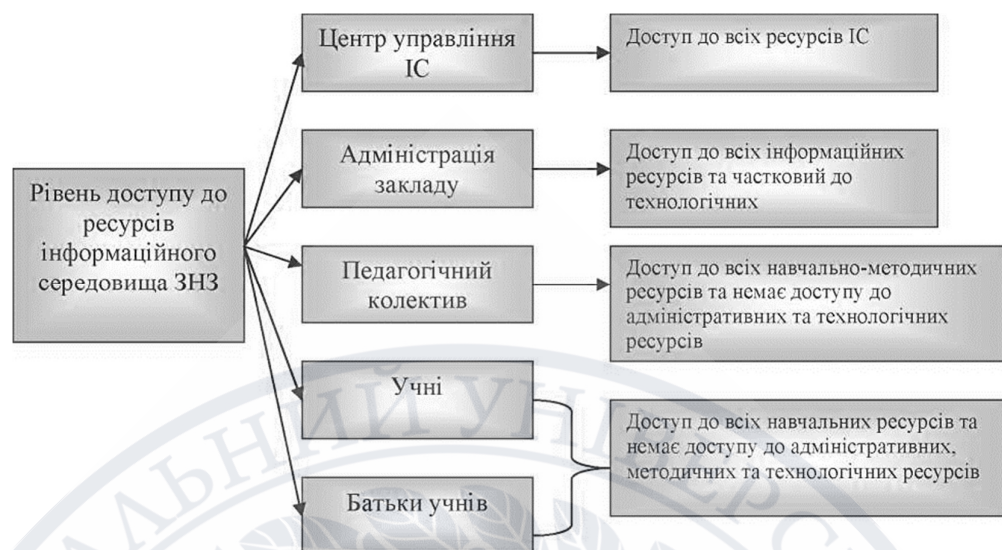 Рівень доступу до
ресурсів
інформаційного
середовища ЗНЗ
Центр управління
ІС
Доступ до всіх ресурсів ІС
Адміністрація
закладу
Доступ до всіх інформаційних
ресурсів та частковий до
технологічних
Педагогічний
колектив
Доступ до всіх навчально-методичних
ресурсів та немає доступу до
адміністративних та технологічних
ресурсів
Учні
Батьки учнів
Доступ до всіх навчальних ресурсів та
немає доступу до адміністративних,
методичних та технологічних ресурсів